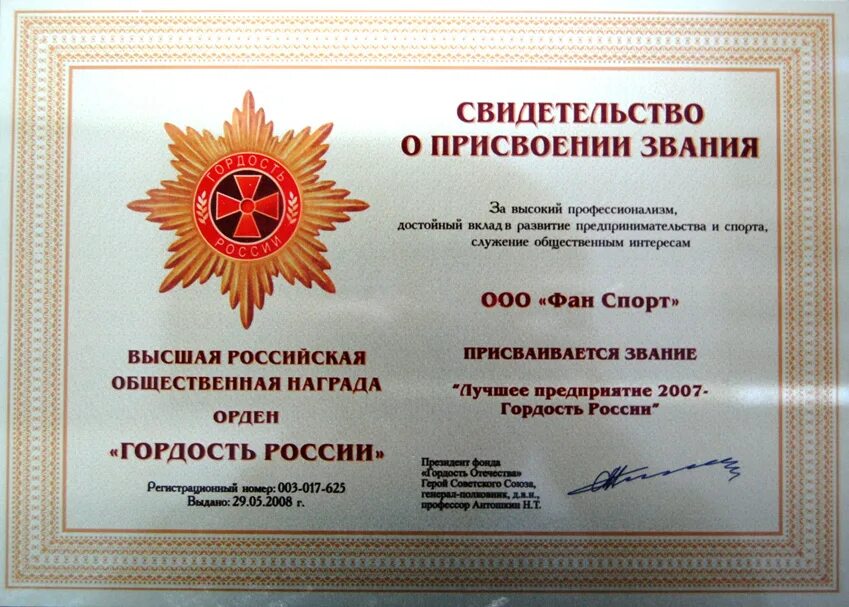 ГОРДОСТЬ
РОССИИ
ВЫСШАЯ РОССИЙСКАЯ
ОБЩЕСТВЕННАЯ НАГРАДА
ОРДЕН
«ГОРДОСТЬ РОССИИ»
Регистрационный номер: 003-017-625
Выдано: 29.05.2008 г.
СВИДЕТЕЛЬСТВО
О ПРИСВОЕНИИ ЗВАНИЯ
За высокий профессионализм,
достойный вклад в развитие предпринимательства и спорта,
служение общественным интересам
ООО «Фан Спорт»
ПРИСВАИВАЕТСЯ ЗВАНИЕ
"Лучшее предприятие 2007-
Гордость России"
Президент фонда
«Гордость Отечества»
Герой Советского Союза,
генерал-полковник, д.в.н.,
профессор Антошкин Н.Т.